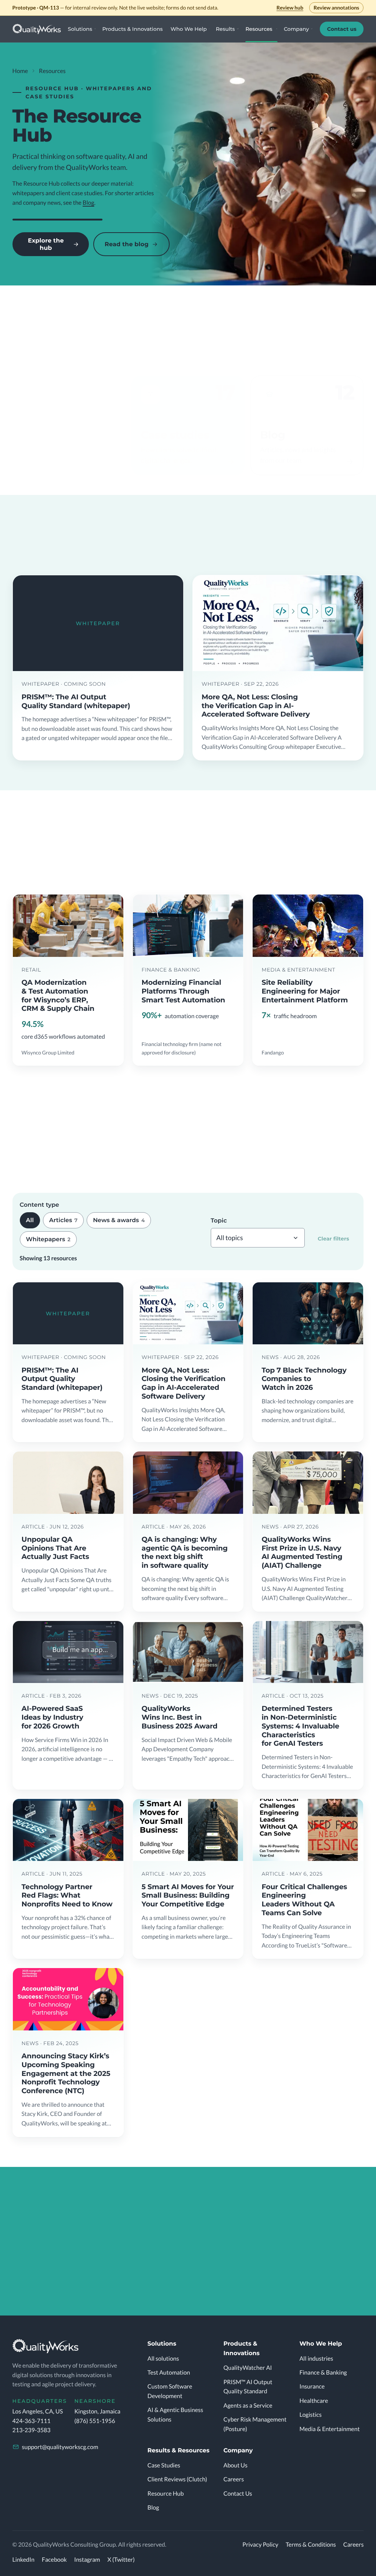 Prototype · QM-113 — for internal review only. Not the live website; forms do not send data.
Review hub
Review annotations
QualityWorks
Solutions
Products & Innovations
Who We Help
Results
Resources
Company
Contact us
Home
Resources
RESOURCE HUB · WHITEPAPERS AND
CASE STUDIES
The Resource
Hub
Practical thinking on software quality, AI and
delivery from the QualityWorks team.
The Resource Hub collects our deeper material:
whitepapers and client case studies. For shorter articles
and company news, see the Blog.
Explore the
hub
Read the blog
WHITEPAPER
WHITEPAPER · COMING SOON
PRISM™: The AI Output
Quality Standard (whitepaper)
The homepage advertises a “New whitepaper” for PRISM™,
but no downloadable asset was found. This card shows how
a gated or ungated whitepaper would appear once the file…
QualityWorks
More QA,
Not Less:
Closing the Verification Gap
in AI-Accelerated Software Delivery
PEOPLE • PROCESS • PROGRESS
WHITEPAPER · SEP 22, 2026
More QA, Not Less: Closing
the Verification Gap in AI-
Accelerated Software Delivery
QualityWorks Insights More QA, Not Less Closing the
Verification Gap in AI-Accelerated Software Delivery A
QualityWorks Consulting Group whitepaper Executive…
RETAIL
QA Modernization
& Test Automation
for Wisynco’s ERP,
CRM & Supply Chain
94.5%
core d365 workflows automated
Wisynco Group Limited
FINANCE & BANKING
Modernizing Financial
Platforms Through
Smart Test Automation
90%+ automation coverage
Financial technology firm (name not
approved for disclosure)
MEDIA & ENTERTAINMENT
Site Reliability
Engineering for Major
Entertainment Platform
7× traffic headroom
Fandango
Content type
All
Articles 7
News & awards 4
Whitepapers 2
Topic
All topics
Clear filters
Showing 13 resources
WHITEPAPER
WHITEPAPER · COMING SOON
PRISM™: The AI
Output Quality
Standard (whitepaper)
The homepage advertises a “New
whitepaper” for PRISM™, but no
downloadable asset was found. Th…
QualityWorks
More QA,
Not Less:
WHITEPAPER · SEP 22, 2026
More QA, Not Less:
Closing the Verification
Gap in AI-Accelerated
Software Delivery
QualityWorks Insights More QA,
Not Less Closing the Verification
Gap in AI-Accelerated Software…
NEWS · AUG 28, 2026
Top 7 Black Technology
Companies to
Watch in 2026
Black-led technology companies are
shaping how organizations build,
modernize, and trust digital…
ARTICLE · JUN 12, 2026
Unpopular QA
Opinions That Are
Actually Just Facts
Unpopular QA Opinions That Are
Actually Just Facts Some QA truths
get called "unpopular" right up unt…
ARTICLE · MAY 26, 2026
QA is changing: Why
agentic QA is becoming
the next big shift
in software quality
QA is changing: Why agentic QA is
becoming the next big shift in
software quality Every software…
$75,000
NEWS · APR 27, 2026
QualityWorks Wins
First Prize in U.S. Navy
AI Augmented Testing
(AIAT) Challenge
QualityWorks Wins First Prize in
U.S. Navy AI Augmented Testing
(AIAT) Challenge QualityWatcher…
Build me an app...
ARTICLE · FEB 3, 2026
AI-Powered SaaS
Ideas by Industry
for 2026 Growth
How Service Firms Win in 2026 In
2026, artificial intelligence is no
longer a competitive advantage — …
NEWS · DEC 19, 2025
QualityWorks
Wins Inc. Best in
Business 2025 Award
Social Impact Driven Web & Mobile
App Development Company
leverages "Empathy Tech" approac…
ARTICLE · OCT 13, 2025
Determined Testers
in Non-Deterministic
Systems: 4 Invaluable
Characteristics
for GenAI Testers
Determined Testers in Non-
Deterministic Systems: 4 Invaluable
Characteristics for GenAI Testers…
SUCCESS
ARTICLE · JUN 11, 2025
Technology Partner
Red Flags: What
Nonprofits Need to Know
Your nonprofit has a 32% chance of
technology project failure. That’s
not our pessimistic guess—it’s wha…
5 Smart AI
Moves for
Your Small
Business:
Building Your
Competitive Edge
ARTICLE · MAY 20, 2025
5 Smart AI Moves for Your
Small Business: Building
Your Competitive Edge
As a small business owner, you’re
likely facing a familiar challenge:
competing in markets where large…
Four Critical
Challenges
Engineering
Leaders Without
QA Can Solve
NEED
TESTING
ARTICLE · MAY 6, 2025
Four Critical Challenges
Engineering
Leaders Without QA
Teams Can Solve
The Reality of Quality Assurance in
Today’s Engineering Teams
According to TrueList’s “Software…
Accountability and
Success: Practical Tips
for Technology
Partnerships
NEWS · FEB 24, 2025
Announcing Stacy Kirk’s
Upcoming Speaking
Engagement at the 2025
Nonprofit Technology
Conference (NTC)
We are thrilled to announce that
Stacy Kirk, CEO and Founder of
QualityWorks, will be speaking at…
QualityWorks
We enable the delivery of transformative
digital solutions through innovations in
testing and agile project delivery.
HEADQUARTERS
Los Angeles, CA, US
424-363-7111
213-239-3583
NEARSHORE
Kingston, Jamaica
(876) 551-1956
support@qualityworkscg.com
Solutions
All solutions
Test Automation
Custom Software
Development
AI & Agentic Business
Solutions
Products &
Innovations
QualityWatcher AI
PRISM™ AI Output
Quality Standard
Agents as a Service
Cyber Risk Management
(Posture)
Who We Help
All industries
Finance & Banking
Insurance
Healthcare
Logistics
Media & Entertainment
Results & Resources
Case Studies
Client Reviews (Clutch)
Resource Hub
Blog
Company
About Us
Careers
Contact Us
© 2026 QualityWorks Consulting Group. All rights reserved.
Privacy Policy
Terms & Conditions
Careers
LinkedIn
Facebook
Instagram
X (Twitter)